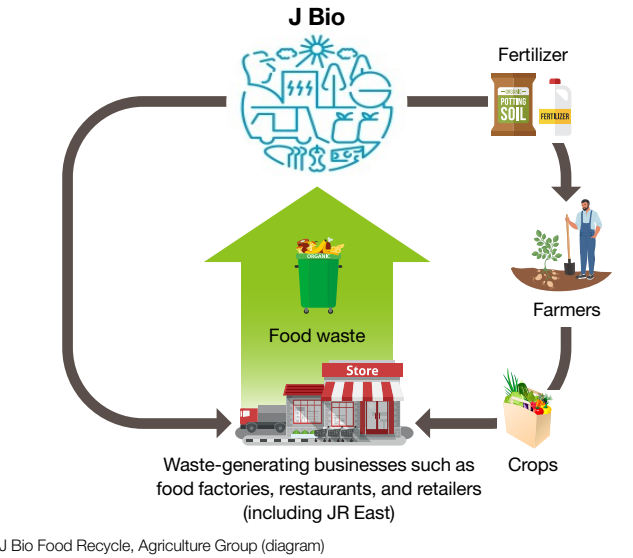 J Bio
Fertilizer
ORGANIC
POTTING
SOIL
FERTILIZER
ORGANIC
Food waste
Farmers
Store
Waste-generating businesses such as
food factories, restaurants, and retailers
(including JR East)
Crops
J Bio Food Recycle, Agriculture Group (diagram)